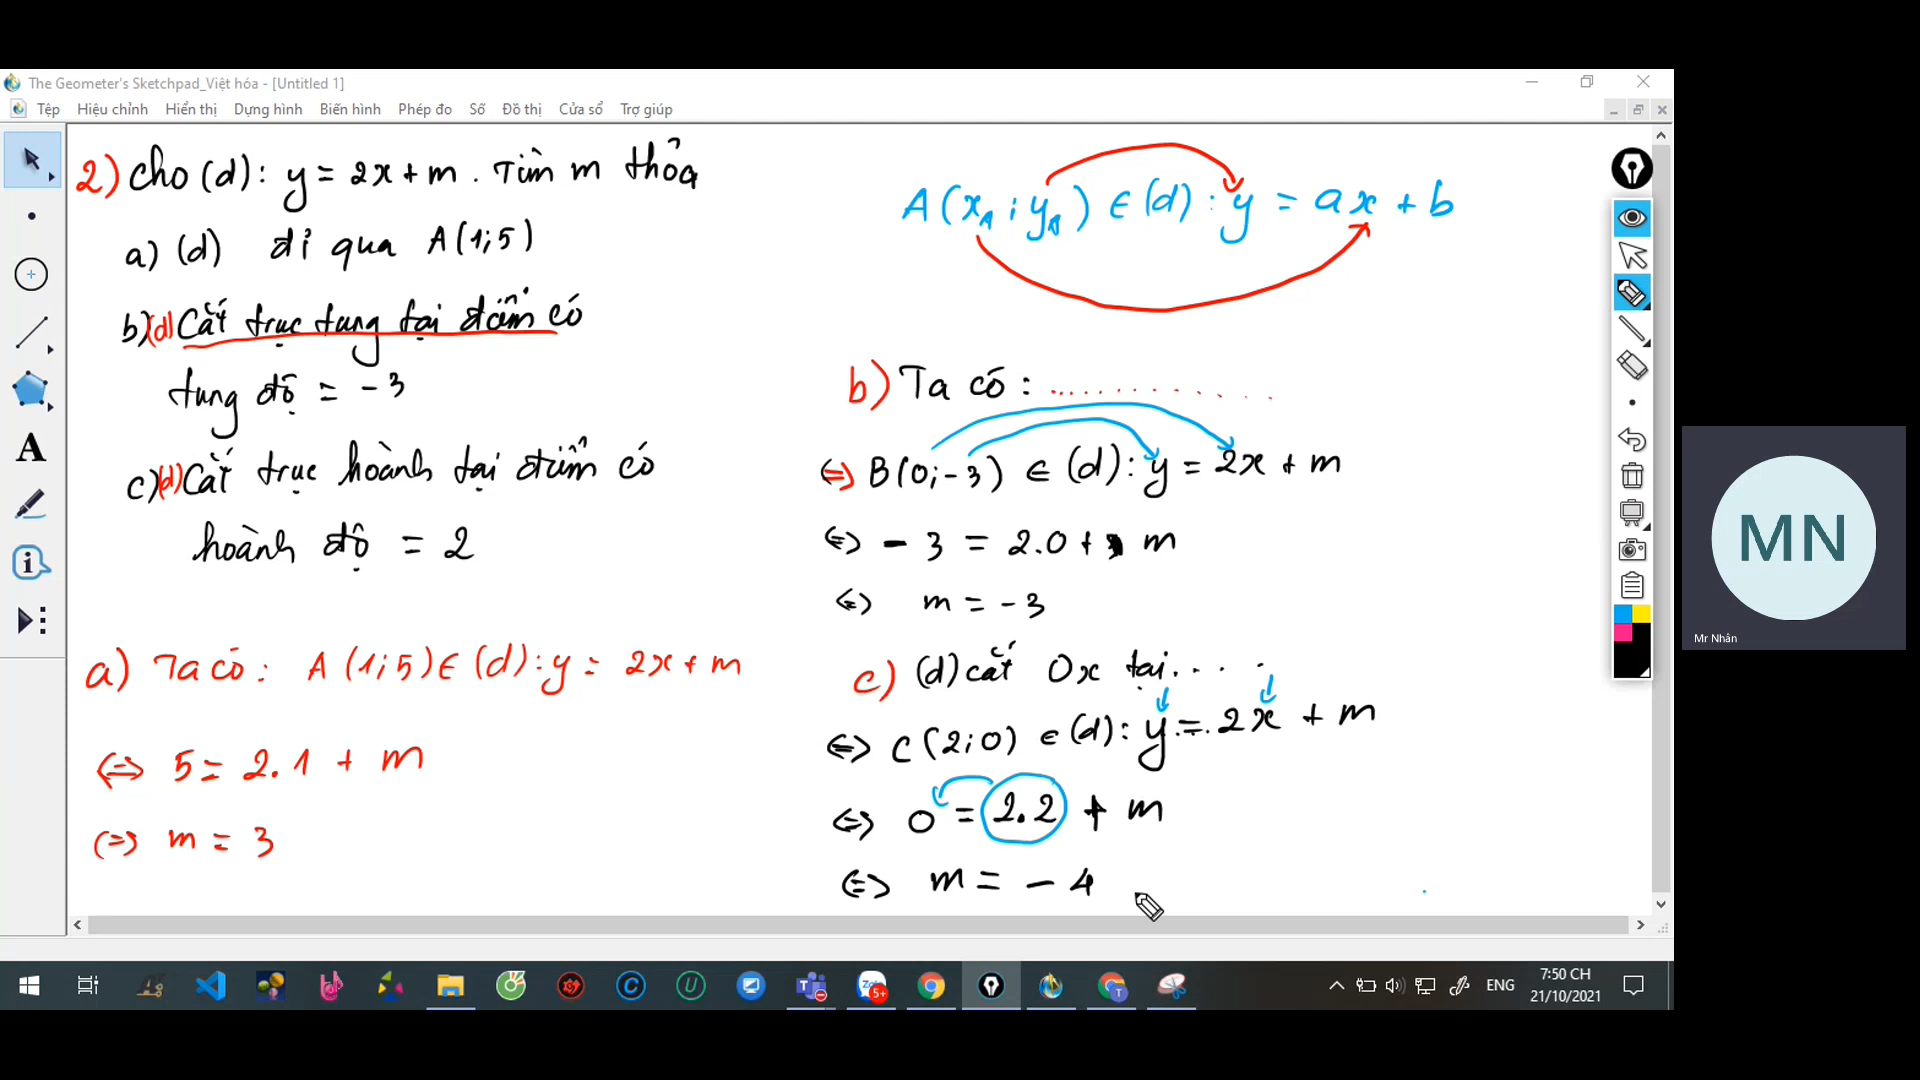 The Geometer's Sketchpad_Việt hóa - [Untitled 1]
Tệp Hiệu chỉnh Hiển thị Dựng hình Biến hình Phép đo Số Đồ thị Cửa sổ Trợ giúp
2) Cho (d): y = 2x + m. Tìm m thỏa
a) (d) đi qua A(1;5)
b) (d) Cắt trục tung tại điểm có
tung độ = -3
c) (d) Cắt trục hoành tại điểm có
hoành độ = 2
a) Ta có: A(1;5) ∈ (d): y = 2x + m
⇔ 5 = 2.1 + m
⇔ m = 3
A(x_A; y_A) ∈ (d): y = ax + b
b) Ta có: ............
⇔ B(0;-3) ∈ (d): y = 2x + m
⇔ -3 = 2.0 + m
⇔ m = -3
c) (d) cắt Ox tại....
⇔ C(2;0) ∈ (d): y = 2x + m
⇔ 0 = 2.2 + m
⇔ m = -4
A
MN
Mr Nhân
5+
T
ENG
7:50 CH
21/10/2021